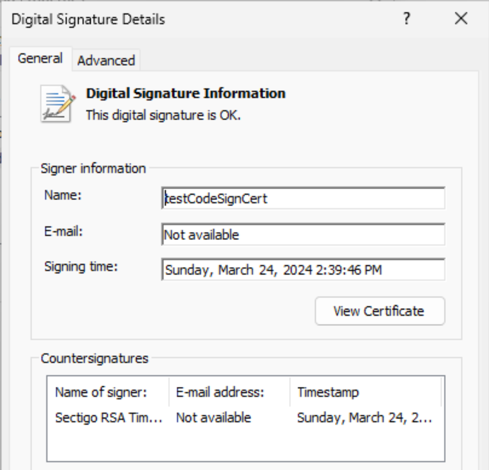 Digital Signature Details ?
General Advanced
Digital Signature Information
This digital signature is OK.
Signer information
Name: testCodeSignCert
E-mail: Not available
Signing time: Sunday, March 24, 2024 2:39:46 PM
View Certificate
Countersignatures
Name of signer: E-mail address: Timestamp
Sectigo RSA Tim... Not available Sunday, March 24, 2...